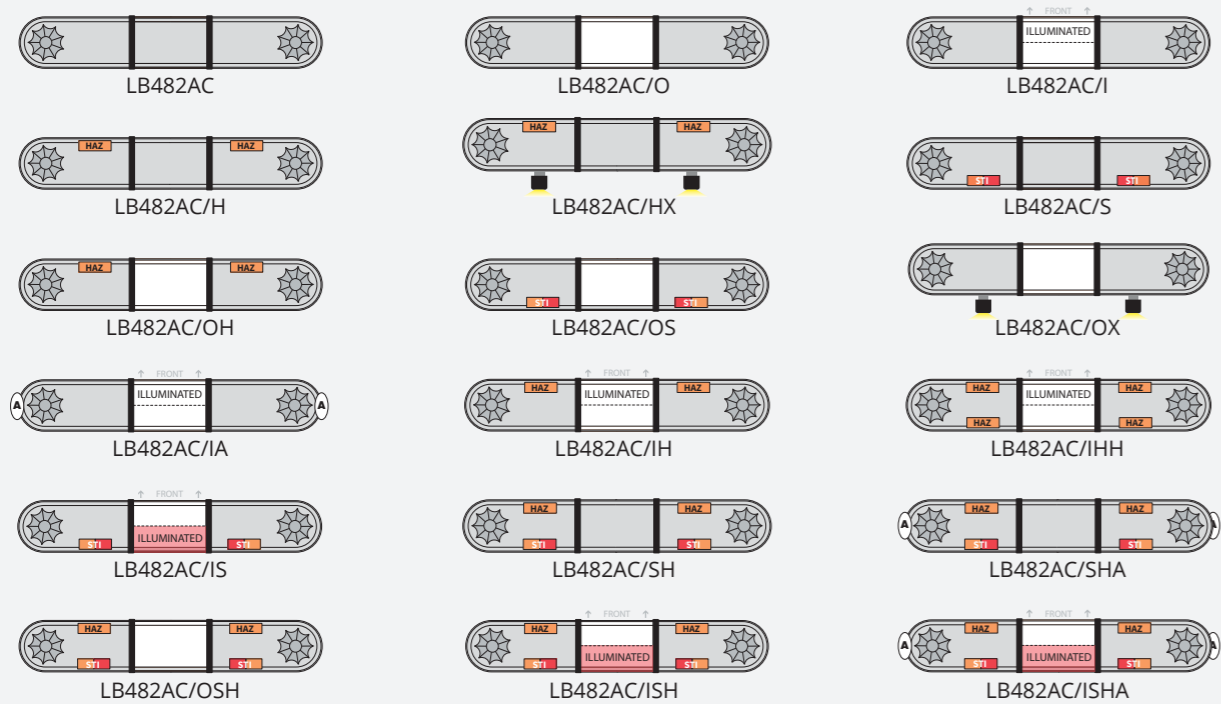 ↑ FRONT ↑
ILLUMINATED
LB482AC
LB482AC/O
LB482AC/I
HAZ HAZ
LB482AC/H
HAZ HAZ
LB482AC/HX
STI STI
LB482AC/S
HAZ HAZ
LB482AC/OH
STI STI
LB482AC/OS
LB482AC/OX
↑ FRONT ↑
ILLUMINATED
A A
LB482AC/IA
↑ FRONT ↑
HAZ ILLUMINATED HAZ
LB482AC/IH
↑ FRONT ↑
HAZ ILLUMINATED HAZ
HAZ HAZ
LB482AC/IHH
↑ FRONT ↑
STI ILLUMINATED STI
LB482AC/IS
HAZ HAZ
STI STI
LB482AC/SH
HAZ HAZ
A A
STI STI
LB482AC/SHA
HAZ HAZ
STI STI
LB482AC/OSH
↑ FRONT ↑
HAZ HAZ
STI ILLUMINATED STI
LB482AC/ISH
↑ FRONT ↑
HAZ HAZ
A A
STI ILLUMINATED STI
LB482AC/ISHA